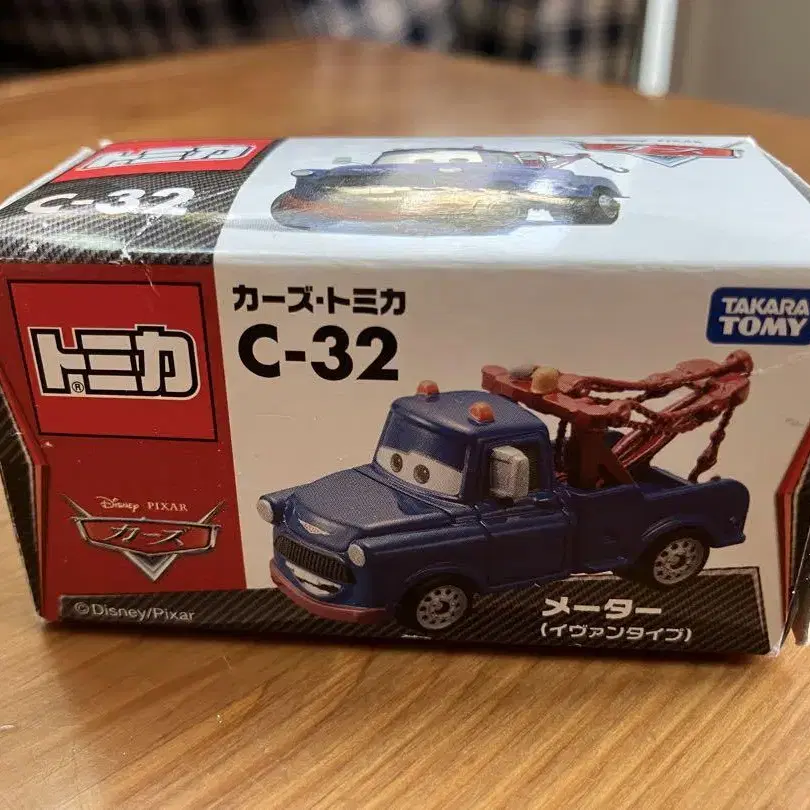 トミカ
C-32
PIXAR
カーズ・トミカ
C-32
TAKARA
TOMY
トミカ
®
Disney PIXAR
カーズ
©Disney/Pixar
メーター
(イヴァンタイプ)